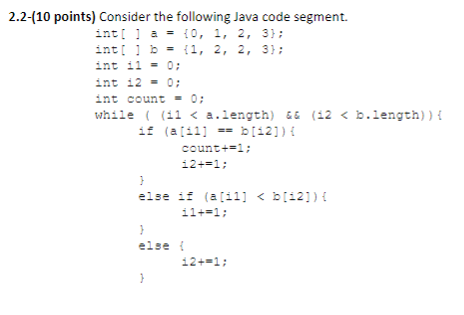 2.2-(10 points) Consider the following Java code segment.
int[ ] a = {0, 1, 2, 3};
int[ ] b = {1, 2, 2, 3};
int i1 = 0;
int i2 = 0;
int count = 0;
while ( (i1 < a.length) && (i2 < b.length)){
if (a[i1] == b[i2]){
count+=1;
i2+=1;
}
else if (a[i1] < b[i2]){
i1+=1;
}
else {
i2+=1;
}